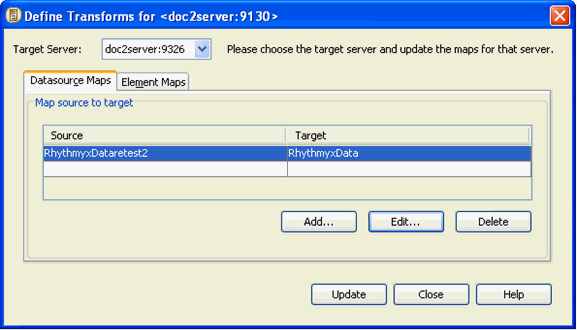 Define Transforms for <doc2server:9130>
Target Server: doc2server:9326 Please choose the target server and update the maps for that server.
Datasource Maps Element Maps
Map source to target
Source Target
RhythmyxDataretest2 RhythmyxData
Add... Edit... Delete
Update Close Help